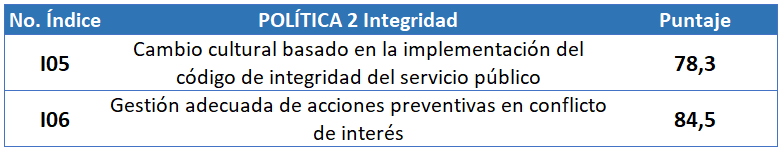 No. Índice POLÍTICA 2 Integridad Puntaje
I05 Cambio cultural basado en la implementación del código de integridad del servicio público 78,3
I06 Gestión adecuada de acciones preventivas en conflicto de interés 84,5